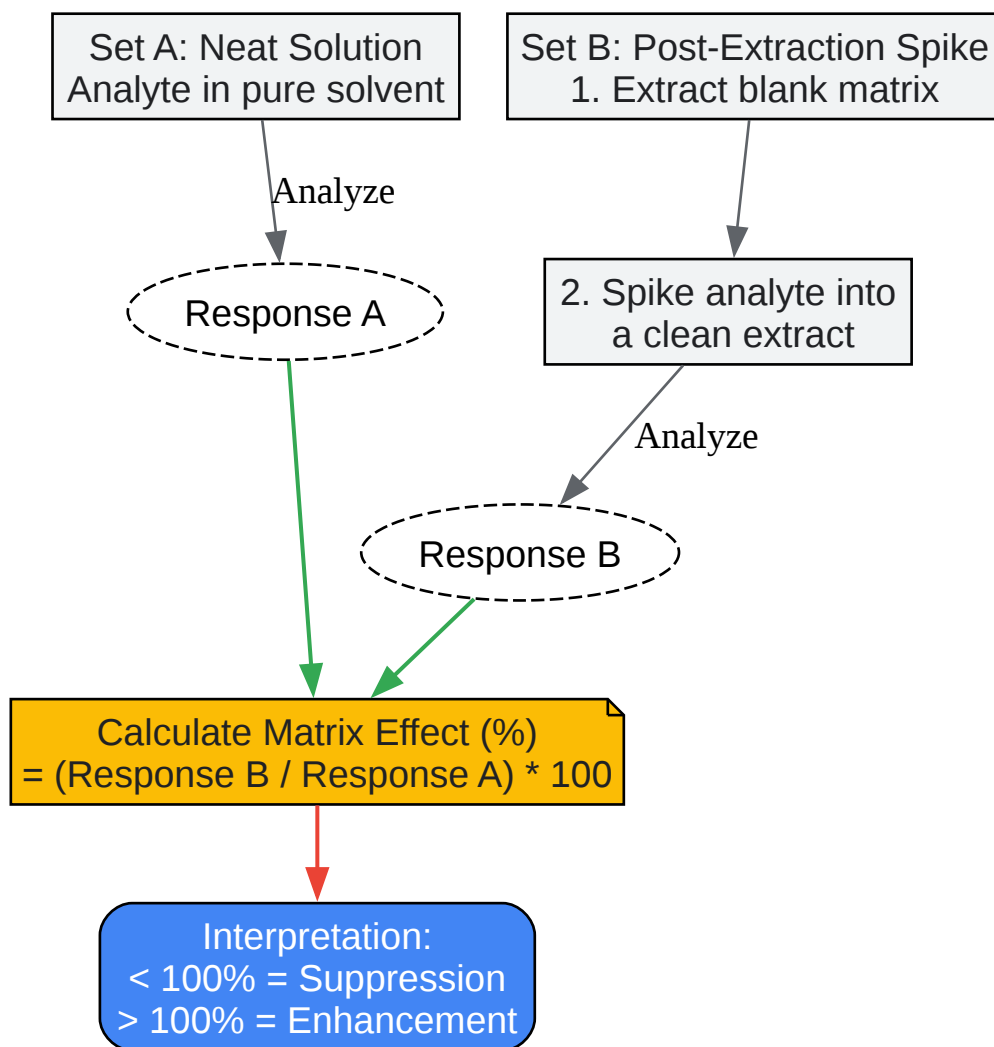 Set A: Neat Solution
Analyte in pure solvent
Set B: Post-Extraction Spike
1. Extract blank matrix
Analyze
Response A
2. Spike analyte into
a clean extract
Analyze
Response B
Calculate Matrix Effect (%)
= (Response B / Response A) * 100
Interpretation:
< 100% = Suppression
> 100% = Enhancement